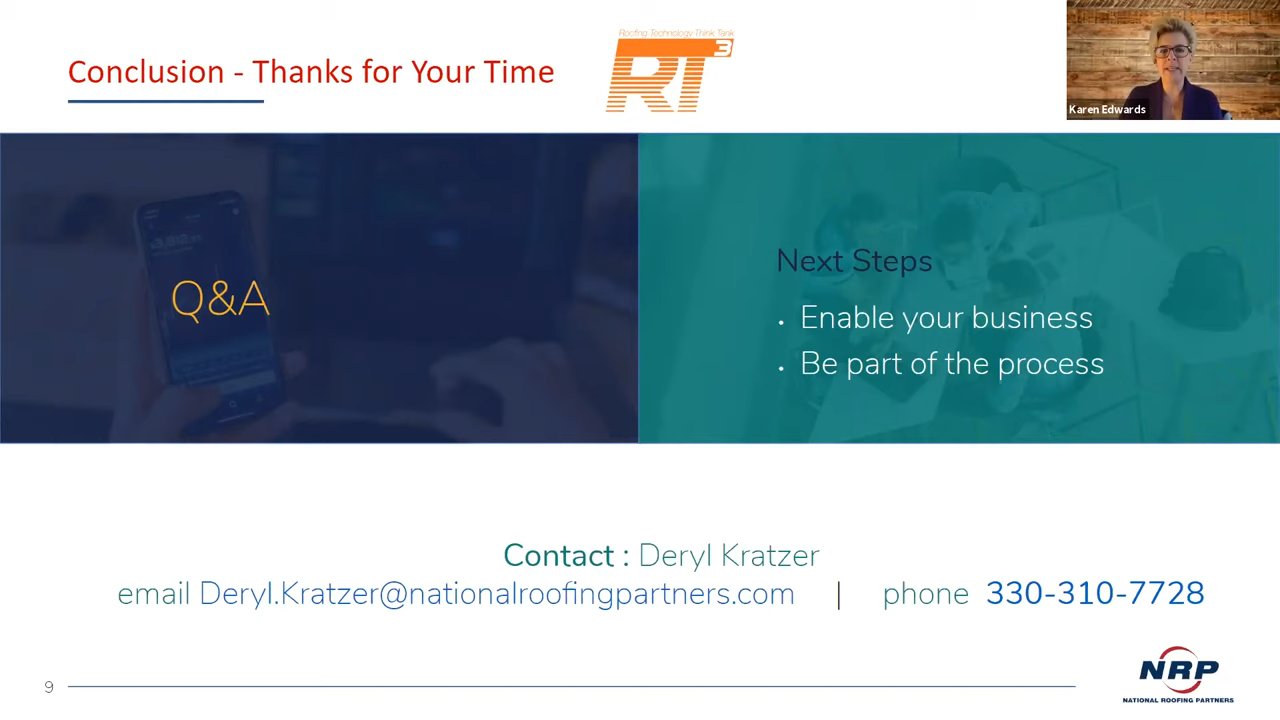 Conclusion - Thanks for Your Time
Roofing Technology Think Tank
RT3
Karen Edwards
Q&A
Next Steps
• Enable your business
• Be part of the process
Contact : Deryl Kratzer
email Deryl.Kratzer@nationalroofingpartners.com | phone 330-310-7728
NRP
NATIONAL ROOFING PARTNERS
9